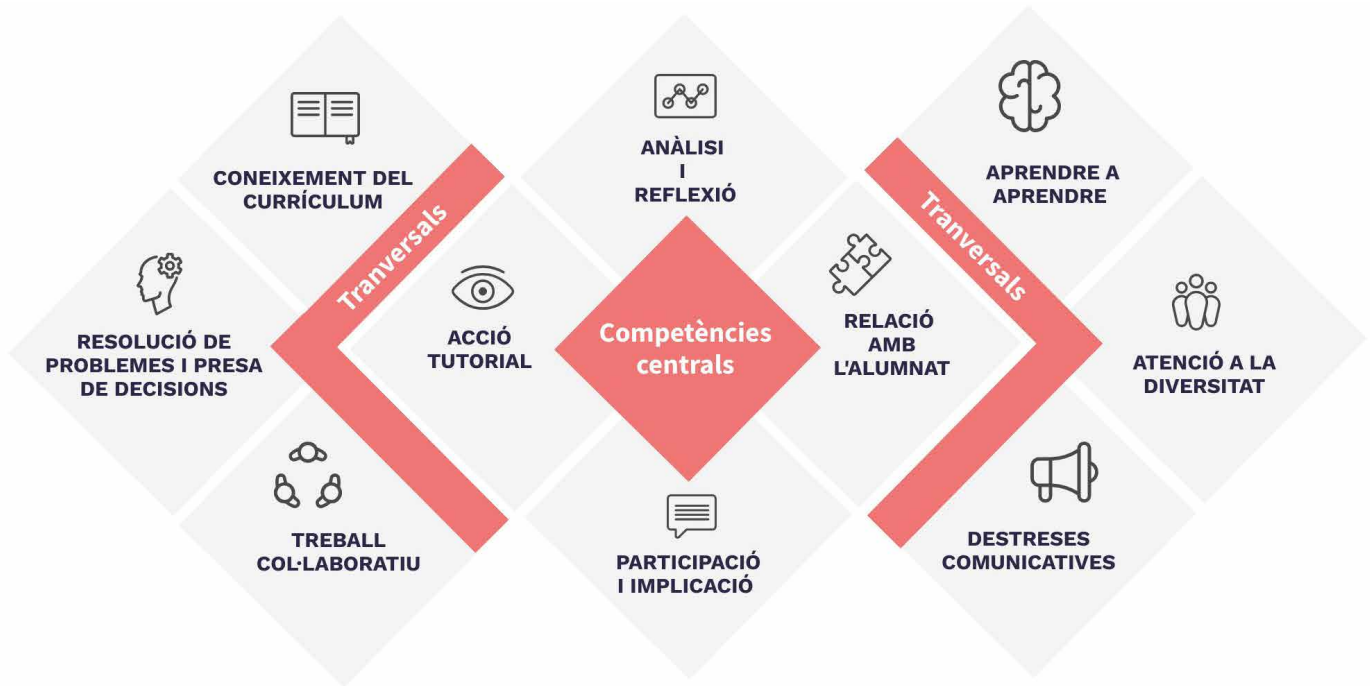 CONEIXEMENT DEL
CURRÍCULUM
RESOLUCIÓ DE
PROBLEMES I PRESA
DE DECISIONS
TREBALL
COL·LABORATIU
Tranversals
ACCIÓ
TUTORIAL
ANÀLISI
I
REFLEXIÓ
Competències
centrals
PARTICIPACIÓ
I IMPLICACIÓ
RELACIÓ
AMB
L'ALUMNAT
Tranversals
APRENDRE A
APRENDRE
ATENCIÓ A LA
DIVERSITAT
DESTRESES
COMUNICATIVES